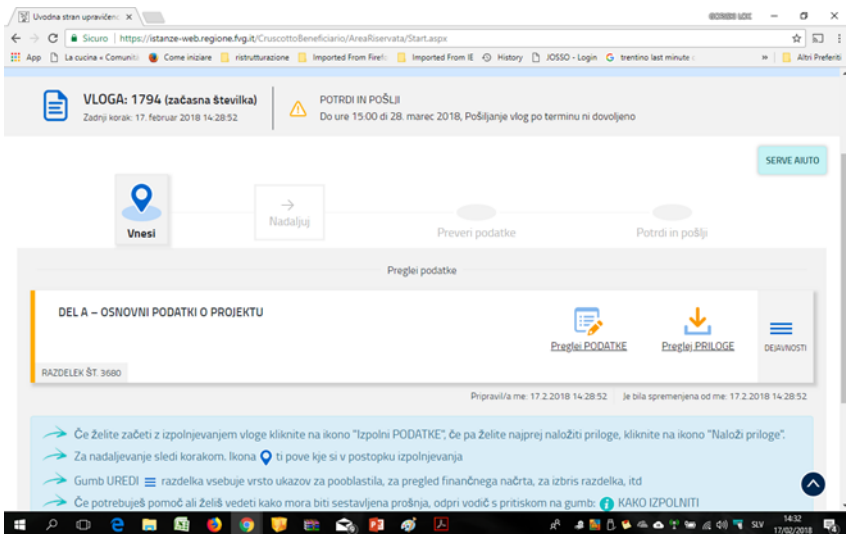 Uvodna stran upravičenc
Sicuro | https://istanze-web.regione.fvg.it/CruscottoBeneficiario/AreaRiservata/Start.aspx
App La cucina + Comuniti Come iniziare ristrutturazione Imported From Firef Imported From IE History JOSSO - Login trentino last minute Altri Preferiti
VLOGA: 1794 (začasna številka)
Zadnji korak: 17. februar 2018 14:28:52
POTRDI IN POŠLJI
Do ure 15:00 di 28. marec 2018, Pošiljanje vlog po terminu ni dovoljeno
SERVE AIUTO
Vnesi
Nadaljuj
Preveri podatke
Potrdi in pošlji
Preglej podatke
DEL A – OSNOVNI PODATKI O PROJEKTU
Preglej PODATKE
Preglej PRILOGE
DEJAVNOSTI
RAZDELEK ŠT. 3680
Pripravil/a me: 17.2.2018 14:28:52 Je bila spremenjena od me: 17.2.2018 14:28:52
Če želite začeti z izpolnjevanjem vloge kliknite na ikono "Izpolni PODATKE", če pa želite najprej naložiti priloge, kliknite na ikono "Naloži priloge".
Za nadaljevanje sledi korakom. Ikona ti pove kje si v postopku izpolnjevanja
Gumb UREDI razdelka vsebuje vrsto ukazov za pooblastila, za pregled finančnega načrta, za izbris razdelka, itd
Če potrebuješ pomoč ali želiš vedeti kako mora biti sestavljena prošnja, odpri vodič s pritiskom na gumb: KAKO IZPOLNITI
SLV
14:32
17/02/2018